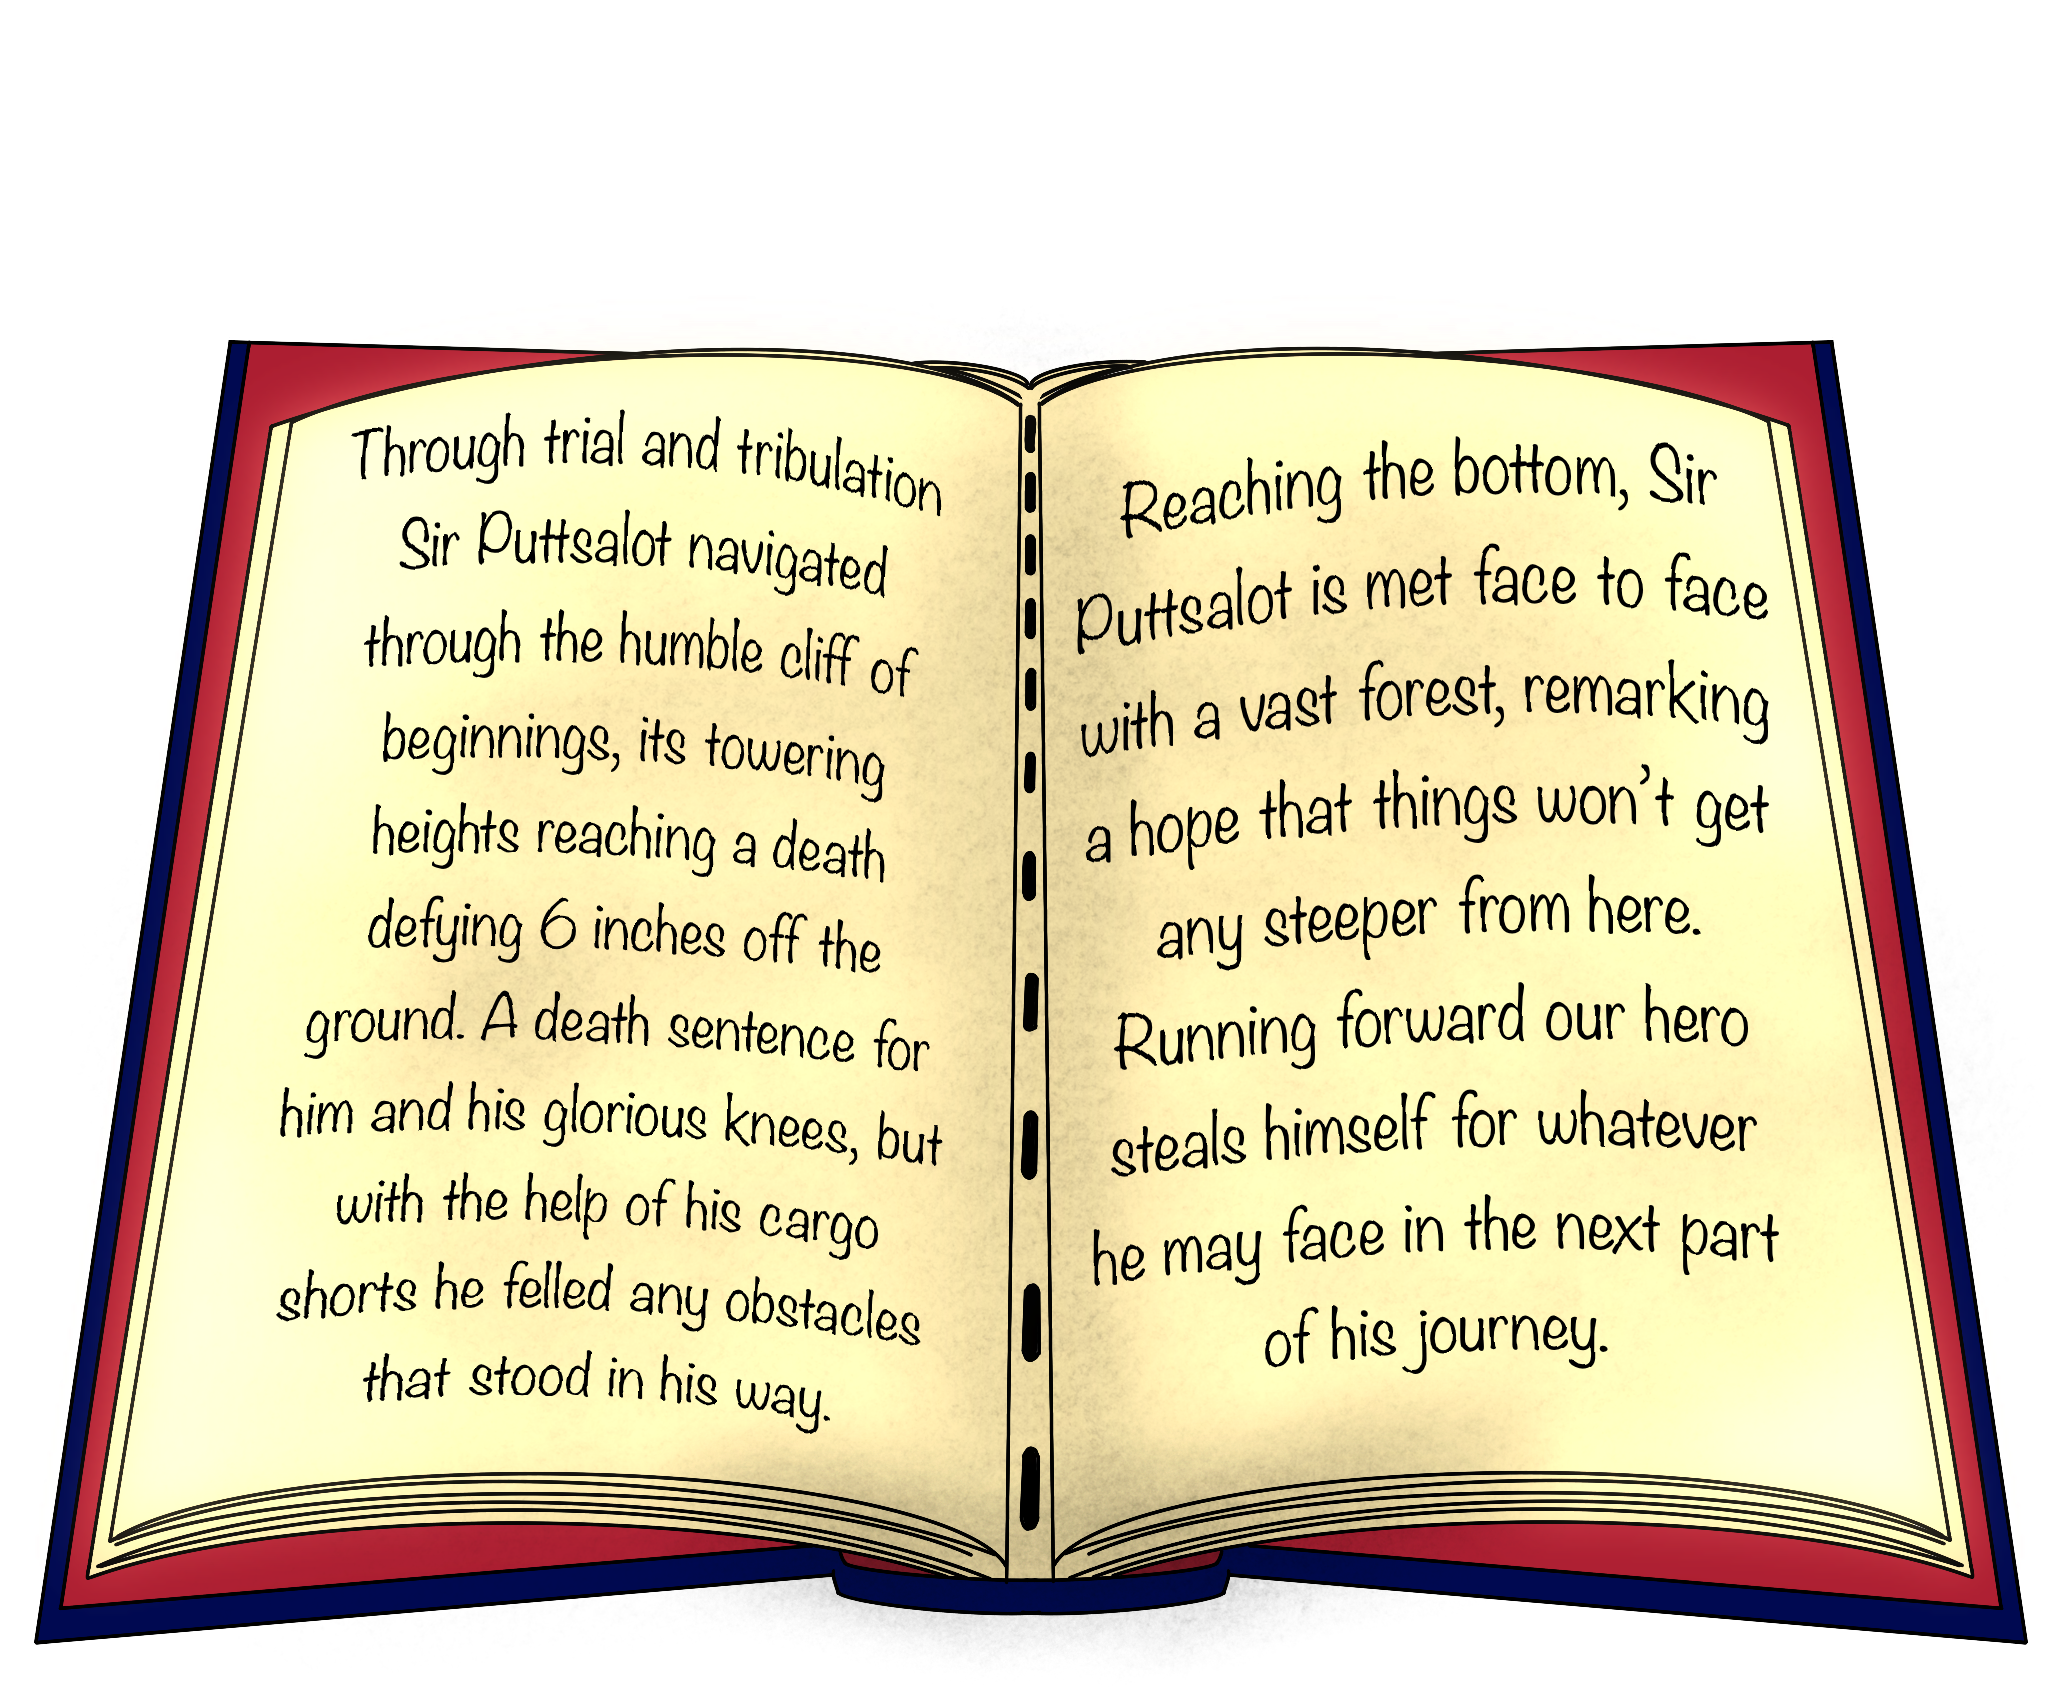 Through trial and tribulation
Sir Puttsalot navigated
through the humble cliff of
beginnings, its towering
heights reaching a death
defying 6 inches off the
ground. A death sentence for
him and his glorious knees, but
with the help of his cargo
shorts he felled any obstacles
that stood in his way.
Reaching the bottom, Sir
Puttsalot is met face to face
with a vast forest, remarking
a hope that things won't get
any steeper from here.
Running forward our hero
steals himself for whatever
he may face in the next part
of his journey.